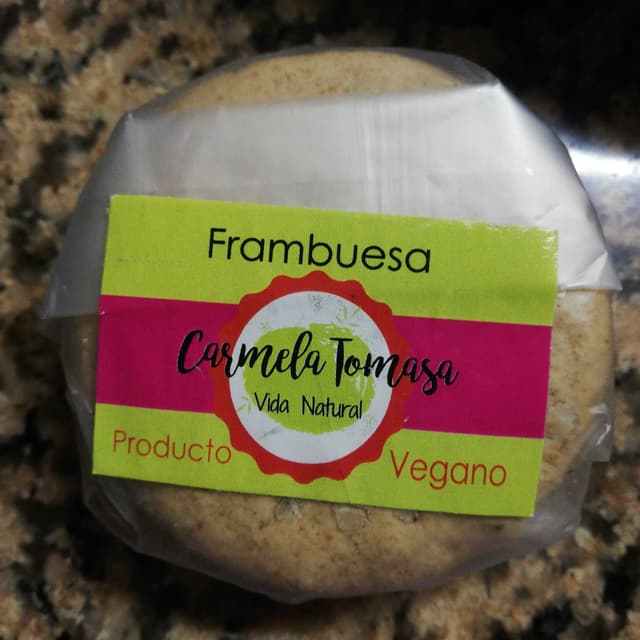 Frambuesa
Carmela Tomasa
Vida Natural
Producto Vegano